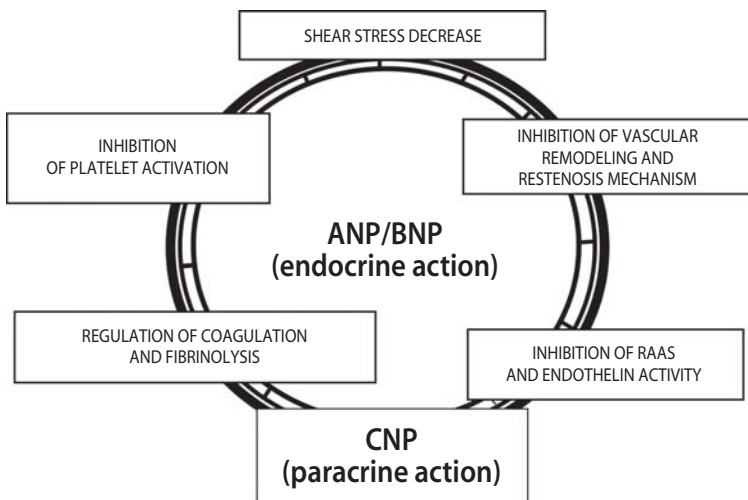 SHEAR STRESS DECREASE
INHIBITION
OF PLATELET ACTIVATION
INHIBITION OF VASCULAR
REMODELING AND
RESTENOSIS MECHANISM
ANP/BNP
(endocrine action)
REGULATION OF COAGULATION
AND FIBRINOLYSIS
INHIBITION OF RAAS
AND ENDOTHELIN ACTIVITY
CNP
(paracrine action)